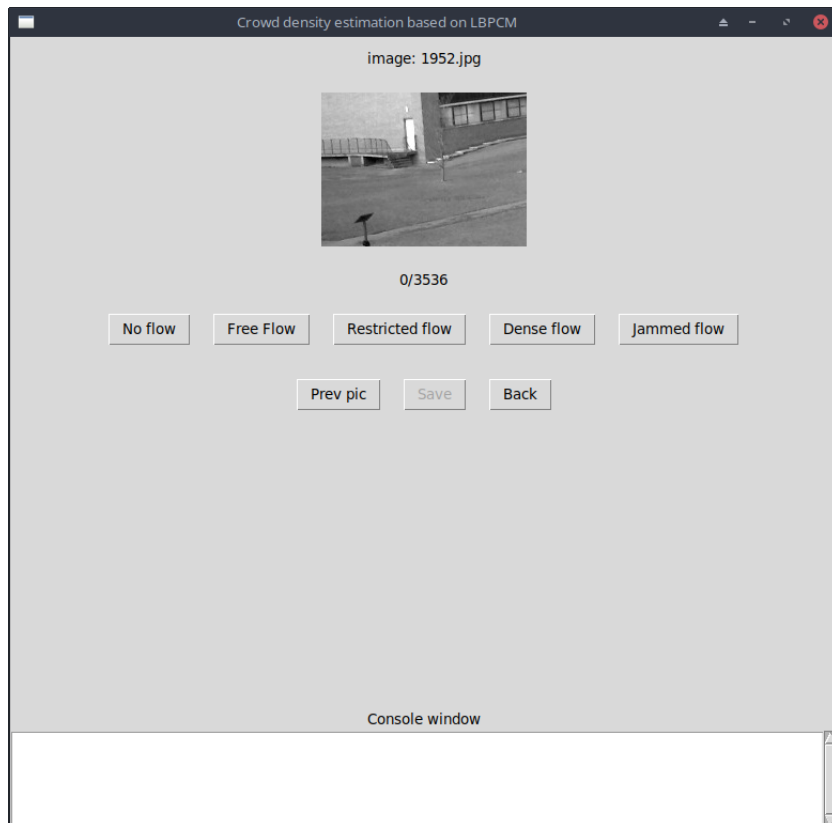 Crowd density estimation based on LBPCM
image: 1952.jpg
0/3536
No flow Free Flow Restricted flow Dense flow Jammed flow
Prev pic Save Back
Console window